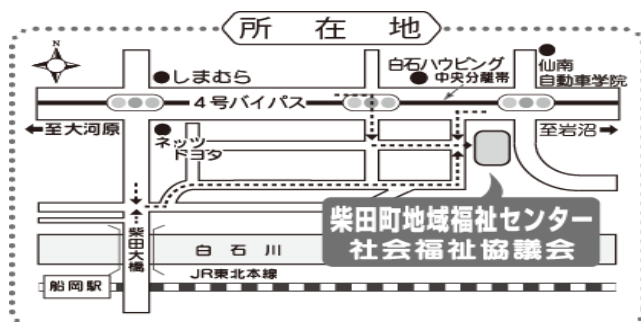 所在地
N
しまむら
白石ハウピング
中央分離帯
仙南
自動車学院
4号バイパス
←至大河原
ネッツ
トヨタ
至岩沼→
柴田町地域福祉センター
社会福祉協議会
柴田大橋
白石川
JR東北本線
船岡駅